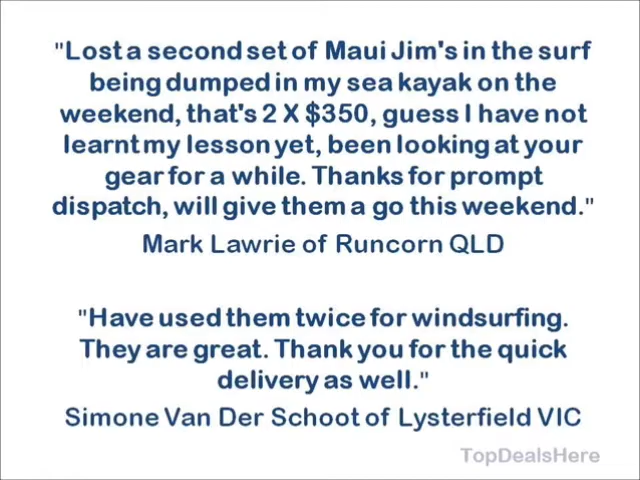 "Lost a second set of Maui Jim's in the surf
being dumped in my sea kayak on the
weekend, that's 2 X $350, guess I have not
learnt my lesson yet, been looking at your
gear for a while. Thanks for prompt
dispatch, will give them a go this weekend."
Mark Lawrie of Runcorn QLD
"Have used them twice for windsurfing.
They are great. Thank you for the quick
delivery as well."
Simone Van Der Schoot of Lysterfield VIC
TopDealsHere